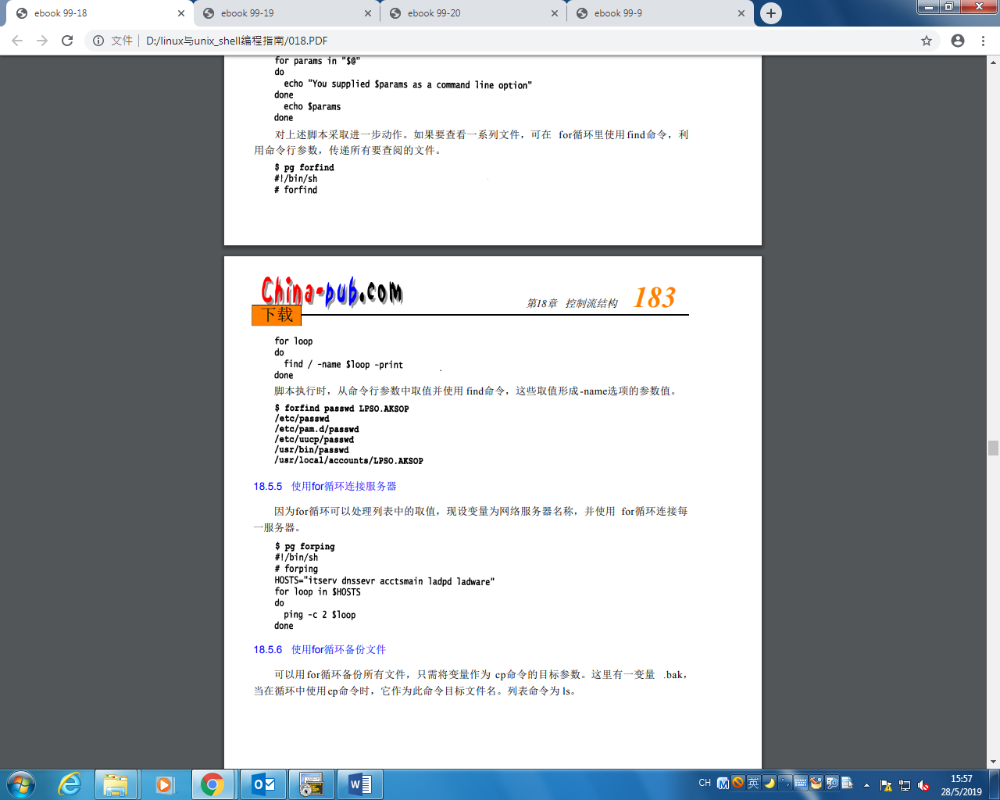 ebook 99-18
ebook 99-19
ebook 99-20
ebook 99-9
文件 D:/linux与unix_shell编程指南/018.PDF
for params in "$@"
do
echo "You supplied $params as a command line option"
done
echo $params
done
对上述脚本采取进一步动作。如果要查看一系列文件，可在 for循环里使用find命令，利
用命令行参数，传递所有要查阅的文件。
$ pg forfind
#!/bin/sh
# forfind
China-pub.com
下载
第18章 控制流结构 183
for loop
do
find / -name $loop ~print
done
脚本执行时，从命令行参数中取值并使用 find命令，这些取值形成-name选项的参数值。
$ forfind passwd LPSO.AKSOP
/etc/passwd
/etc/pam.d/passwd
/etc/uucp/passwd
/usr/bin/passwd
/usr/local/accounts/LPSO.AKSOP
18.5.5 使用for循环连接服务器
因为for循环可以处理列表中的取值，现设变量为网络服务器名称，并使用 for循环连接每
一服务器。
$ pg forping
#!/bin/sh
# forping
HOSTS="itserv dnssevr acctsmain ladpd ladware"
for loop in $HOSTS
do
ping -c 2 $loop
done
18.5.6 使用for循环备份文件
可以用for循环备份所有文件，只需将变量作为 cp命令的目标参数。这里有一变量 .bak，
当在循环中使用cp命令时，它作为此命令目标文件名。列表命令为 ls。
CH 英
15:57
28/5/2019